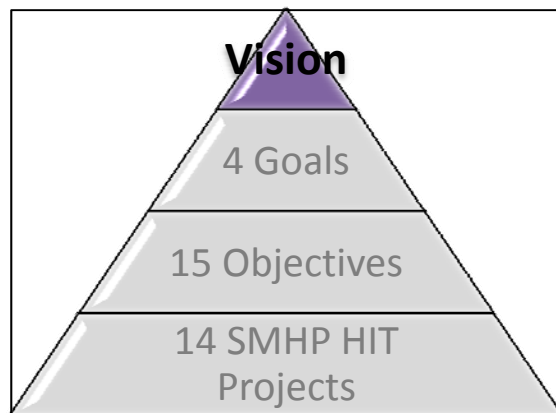 Vision
4 Goals
15 Objectives
14 SMHP HIT
Projects